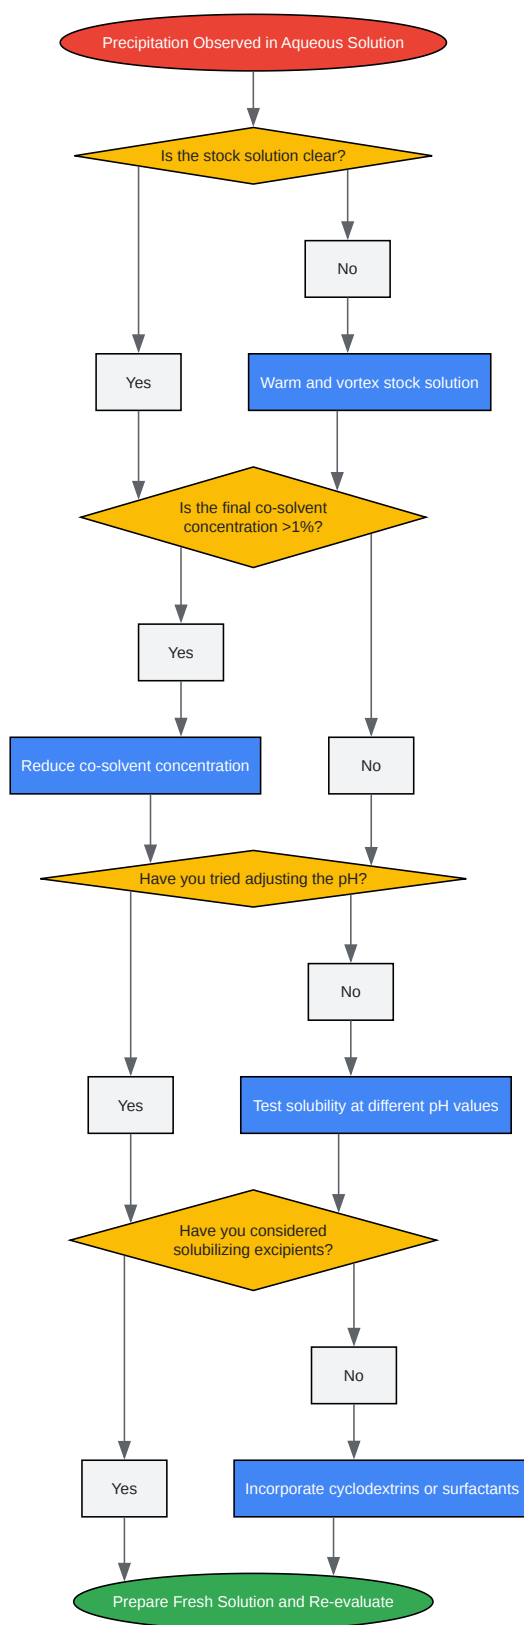 Precipitation Observed in Aqueous Solution
Is the stock solution clear?
No
Yes
Warm and vortex stock solution
Is the final co-solvent
concentration >1%?
Yes
Reduce co-solvent concentration
No
Have you tried adjusting the pH?
No
Yes
Test solubility at different pH values
Have you considered
solubilizing excipients?
No
Yes
Incorporate cyclodextrins or surfactants
Prepare Fresh Solution and Re-evaluate